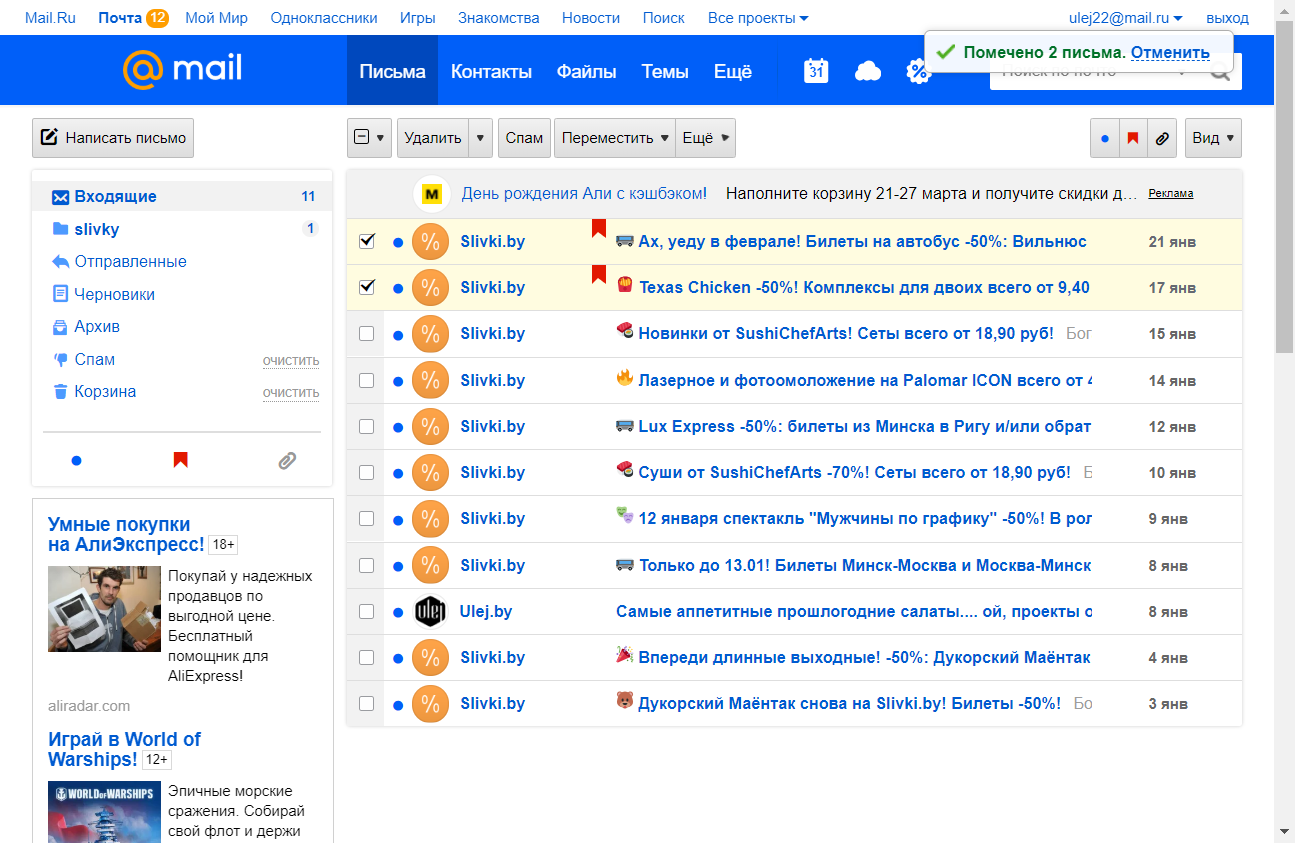 Mail.Ru Почта 12 Мой Мир Одноклассники Игры Знакомства Новости Поиск Все проекты ulej22@mail.ru выход
Помечено 2 письма. Отменить
mail Письма Контакты Файлы Темы Ещё 31
Написать письмо Удалить Спам Переместить Ещё Вид
Входящие 11
slivky 1
Отправленные
Черновики
Архив
Спам очистить
Корзина очистить
Умные покупки
на АлиЭкспресс! 18+
Покупай у надежных
продавцов по
выгодной цене.
Бесплатный
помощник для
AliExpress!
aliradar.com
Играй в World of
Warships! 12+
WORLD OF WARSHIPS
Эпичные морские
сражения. Собирай
свой флот и держи
М День рождения Али с кэшбэком! Наполните корзину 21-27 марта и получите скидки д... Реклама
% Slivki.by Ах, уеду в феврале! Билеты на автобус -50%: Вильнюс 21 янв
% Slivki.by Texas Chicken -50%! Комплексы для двоих всего от 9,40 17 янв
% Slivki.by Новинки от SushiChefArts! Сеты всего от 18,90 руб! Бог 15 янв
% Slivki.by Лазерное и фотоомоложение на Palomar ICON всего от 4 14 янв
% Slivki.by Lux Express -50%: билеты из Минска в Ригу и/или обрат 12 янв
% Slivki.by Суши от SushiChefArts -70%! Сеты всего от 18,90 руб! Б 10 янв
% Slivki.by 12 января спектакль "Мужчины по графику" -50%! В рол 9 янв
% Slivki.by Только до 13.01! Билеты Минск-Москва и Москва-Минск 8 янв
ulej Ulej.by Самые аппетитные прошлогодние салаты.... ой, проекты о 8 янв
% Slivki.by Впереди длинные выходные! -50%: Дукорский Маёнтак 4 янв
% Slivki.by Дукорский Маёнтак снова на Slivki.by! Билеты -50%! Бо 3 янв